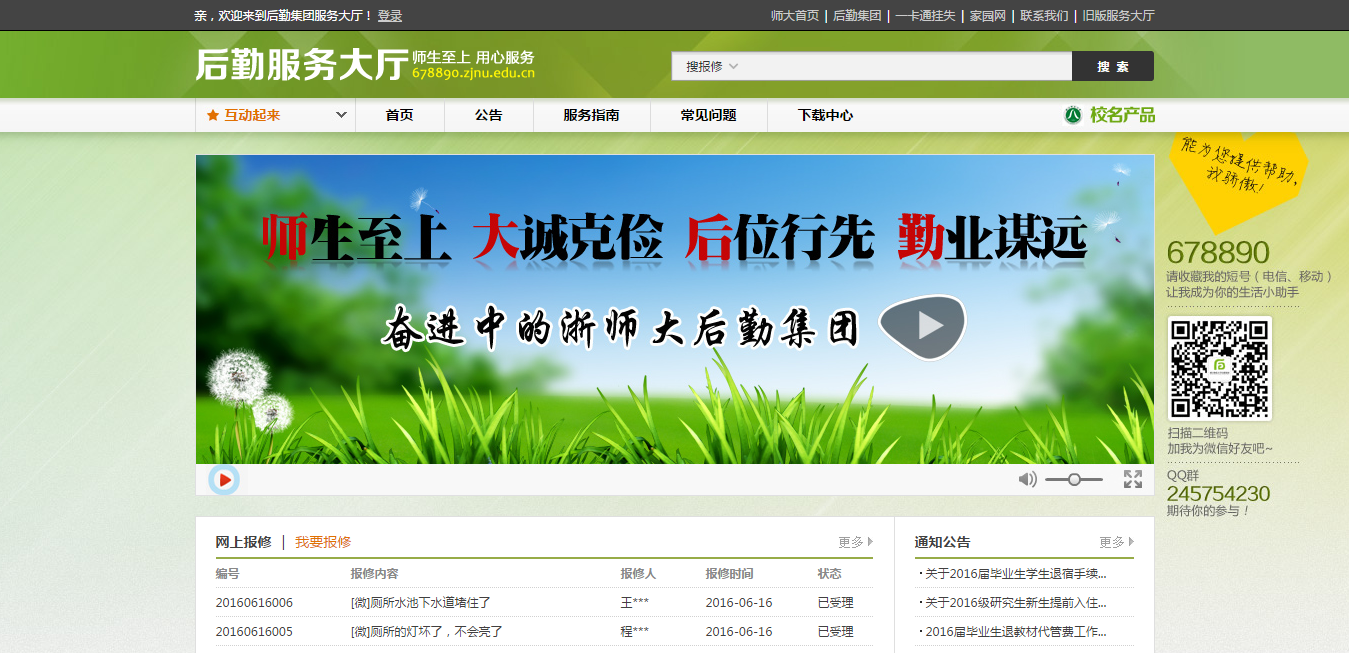 亲，欢迎来到后勤集团服务大厅！ 登录
师大首页 | 后勤集团 | 一卡通挂失 | 家园网 | 联系我们 | 旧版服务大厅
后勤服务大厅
师生至上 用心服务
678890.zjnu.edu.cn
搜报修
搜 索
互动起来 首页 公告 服务指南 常见问题 下载中心
校名产品
能为您提供帮助，
我骄傲！
师生至上 大诚克俭 后位行先 勤业谋远
奋进中的浙师大后勤集团
678890
请收藏我的短号（电信、移动）
让我成为你的生活小助手
扫描二维码
加我为微信好友吧~
QQ群
245754230
期待你的参与！
网上报修 | 我要报修 更多
编号 报修内容 报修人 报修时间 状态
20160616006 [微]厕所水池下水道堵住了 王*** 2016-06-16 已受理
20160616005 [微]厕所的灯坏了，不会亮了 程*** 2016-06-16 已受理
通知公告 更多
· 关于2016届毕业生学生退宿手续...
· 关于2016级研究生新生提前入住...
· 2016届毕业生退教材代管费工作...